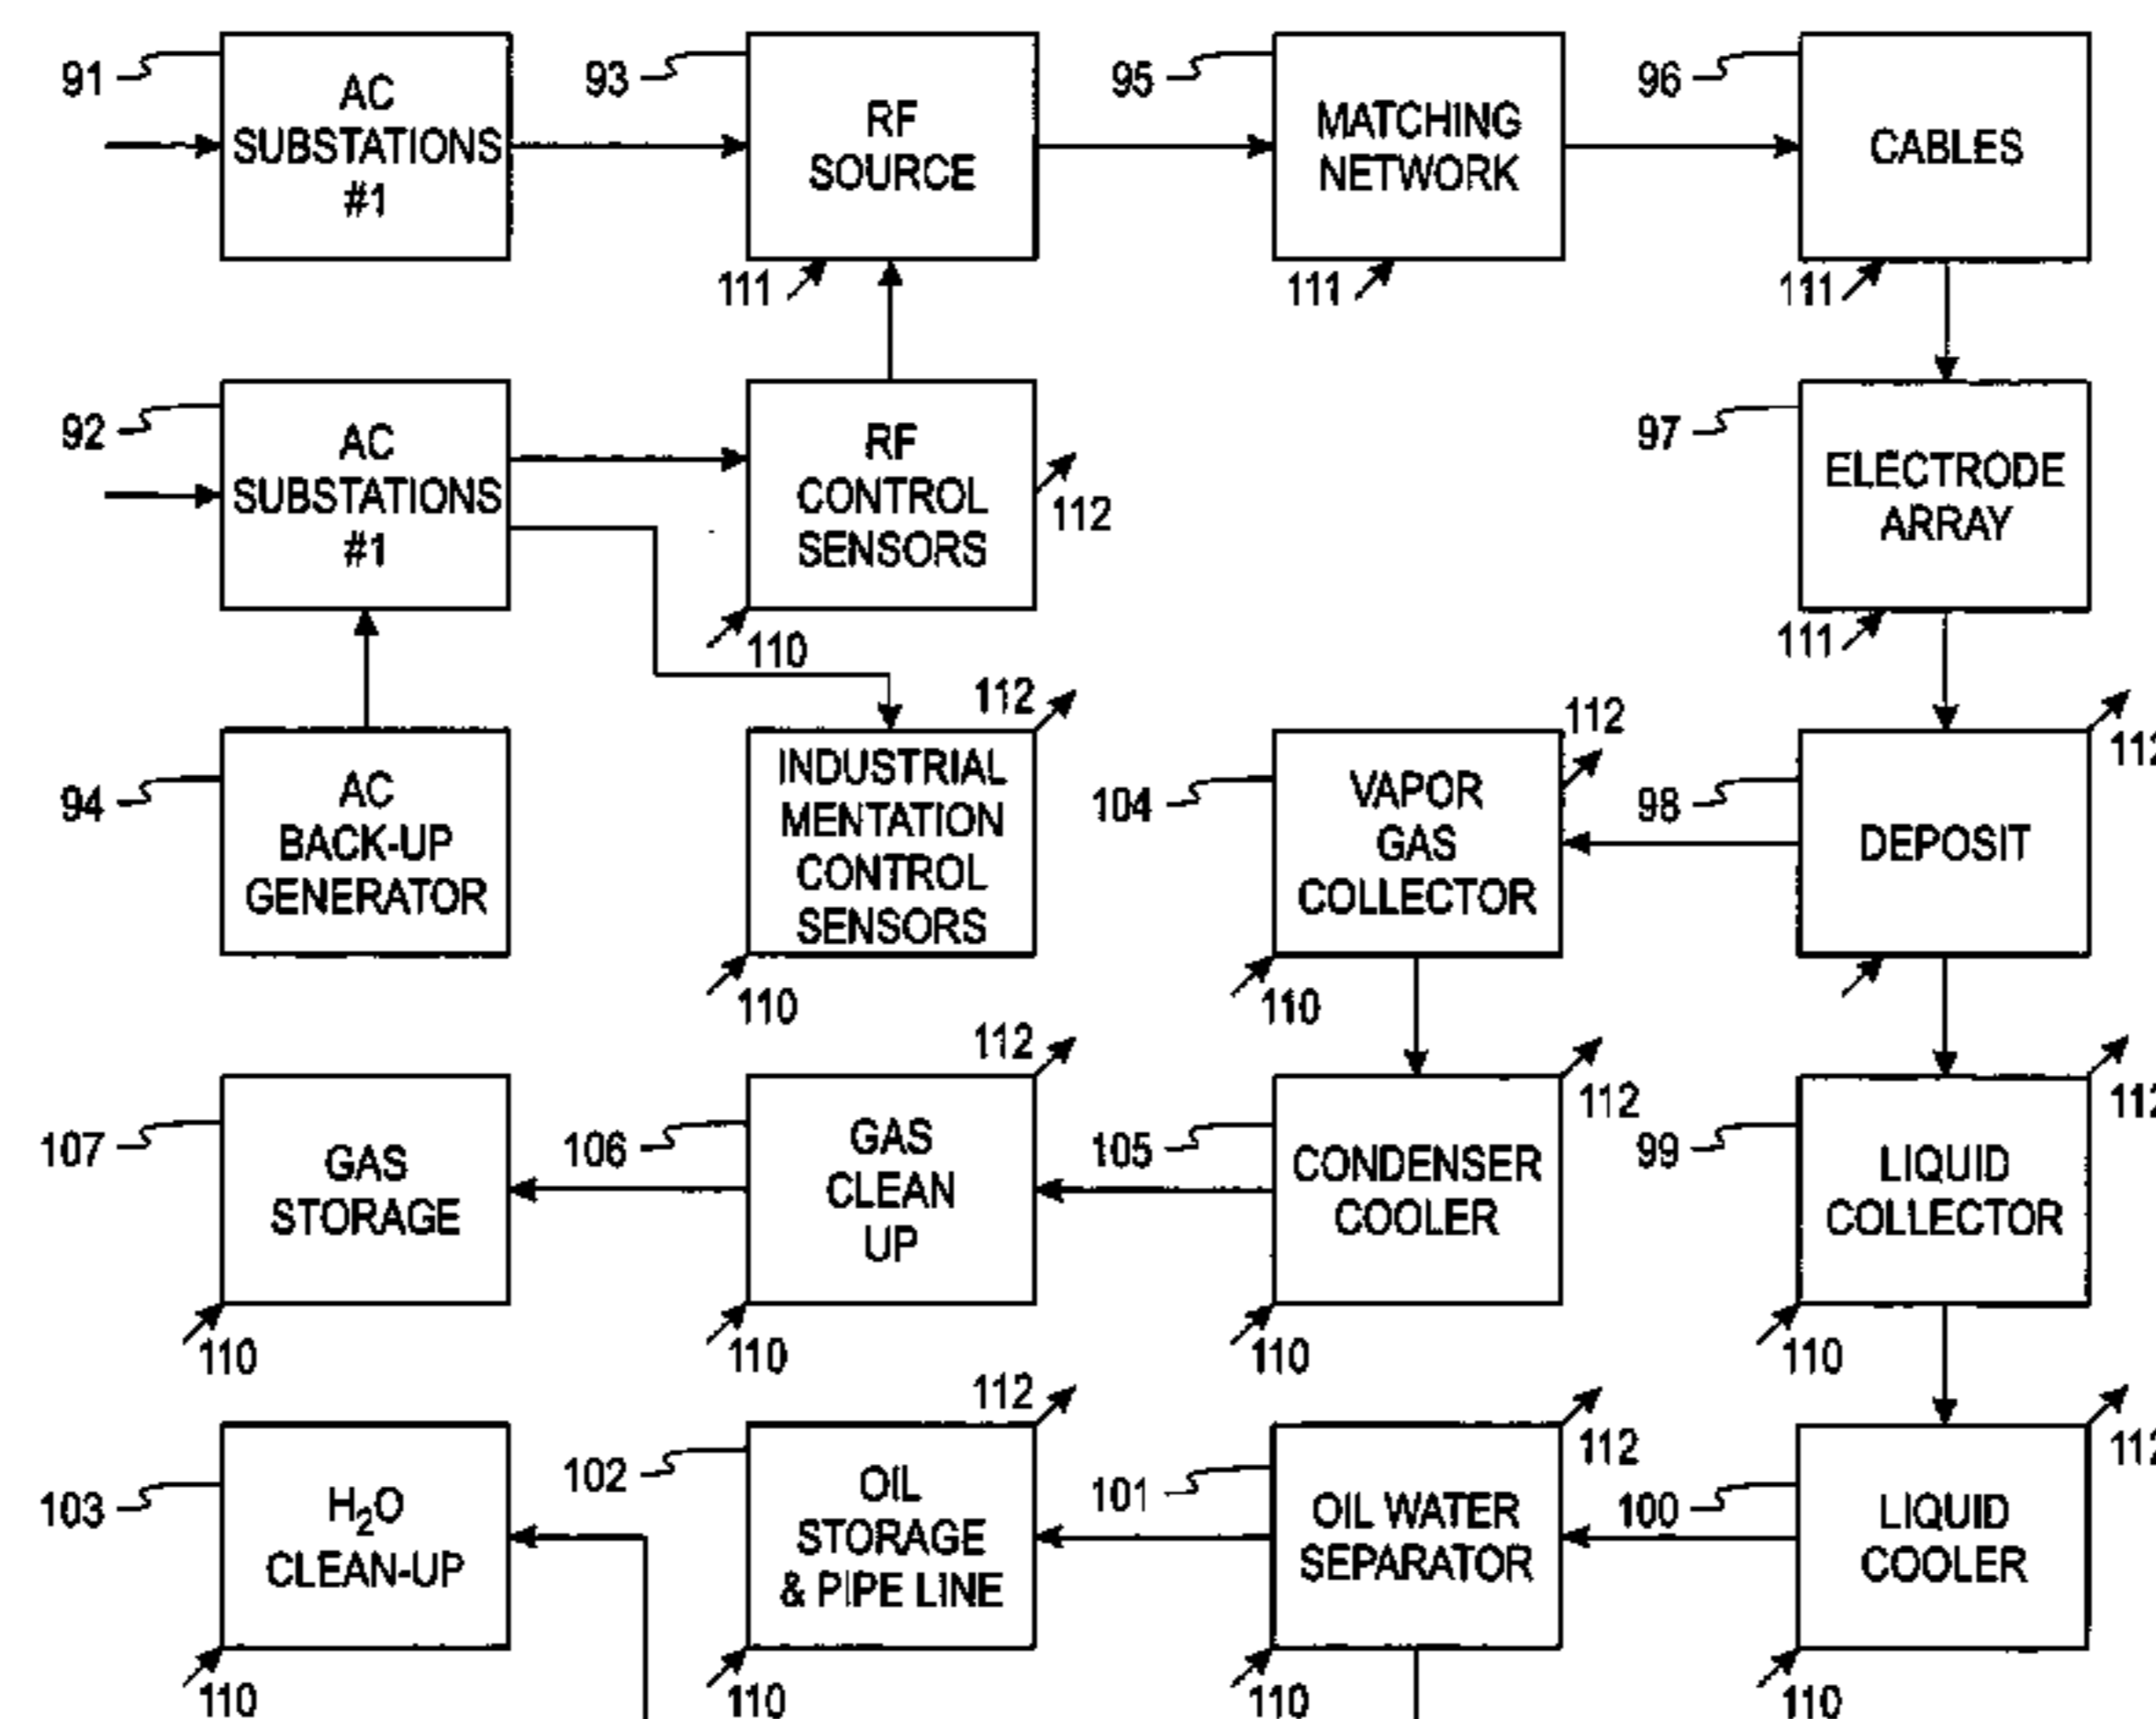 91
AC
SUBSTATIONS
#1
93
RF
SOURCE
111
95
MATCHING
NETWORK
111
96
CABLES
111
92
AC
SUBSTATIONS
#1
RF
CONTROL
SENSORS
112
110
97
ELECTRODE
ARRAY
111
94
AC
BACK-UP
GENERATOR
112
INDUSTRIAL
MENTATION
CONTROL
SENSORS
110
104
112
VAPOR
GAS
COLLECTOR
110
98
DEPOSIT
112
107
GAS
STORAGE
110
106
112
GAS
CLEAN
UP
110
105
112
CONDENSER
COOLER
110
99
112
LIQUID
COLLECTOR
110
103
H₂O
CLEAN-UP
110
102
112
OIL
STORAGE
& PIPE LINE
110
101
112
OIL WATER
SEPARATOR
110
100
112
LIQUID
COOLER
110